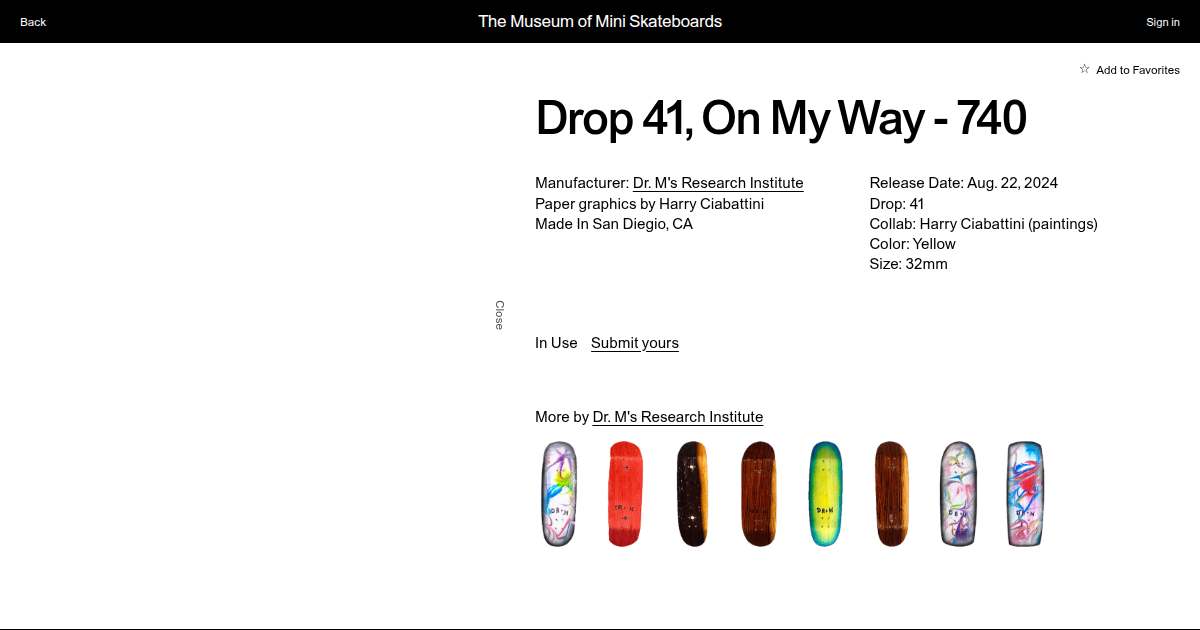 Back
The Museum of Mini Skateboards
Sign in
☆ Add to Favorites
Drop 41, On My Way - 740
Manufacturer: Dr. M's Research Institute
Paper graphics by Harry Ciabattini
Made In San Diegio, CA
Release Date: Aug. 22, 2024
Drop: 41
Collab: Harry Ciabattini (paintings)
Color: Yellow
Size: 32mm
Close
In Use Submit yours
More by Dr. M's Research Institute